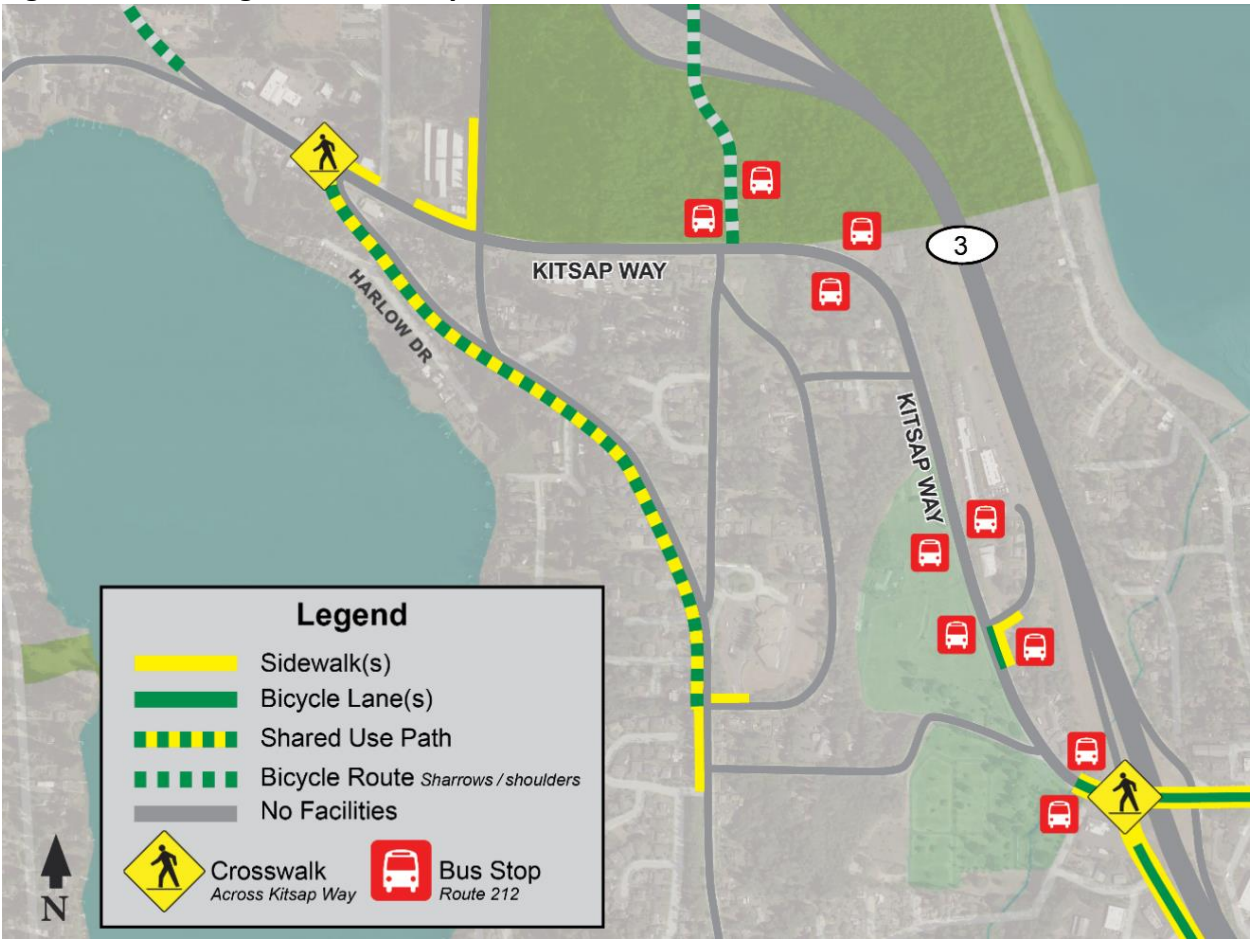 3
KITSAP WAY
HARLOW DR
KITSAP WAY
Legend
Sidewalk(s)
Bicycle Lane(s)
Shared Use Path
Bicycle Route Sharrows / shoulders
No Facilities
Crosswalk
Across Kitsap Way
Bus Stop
Route 212
N